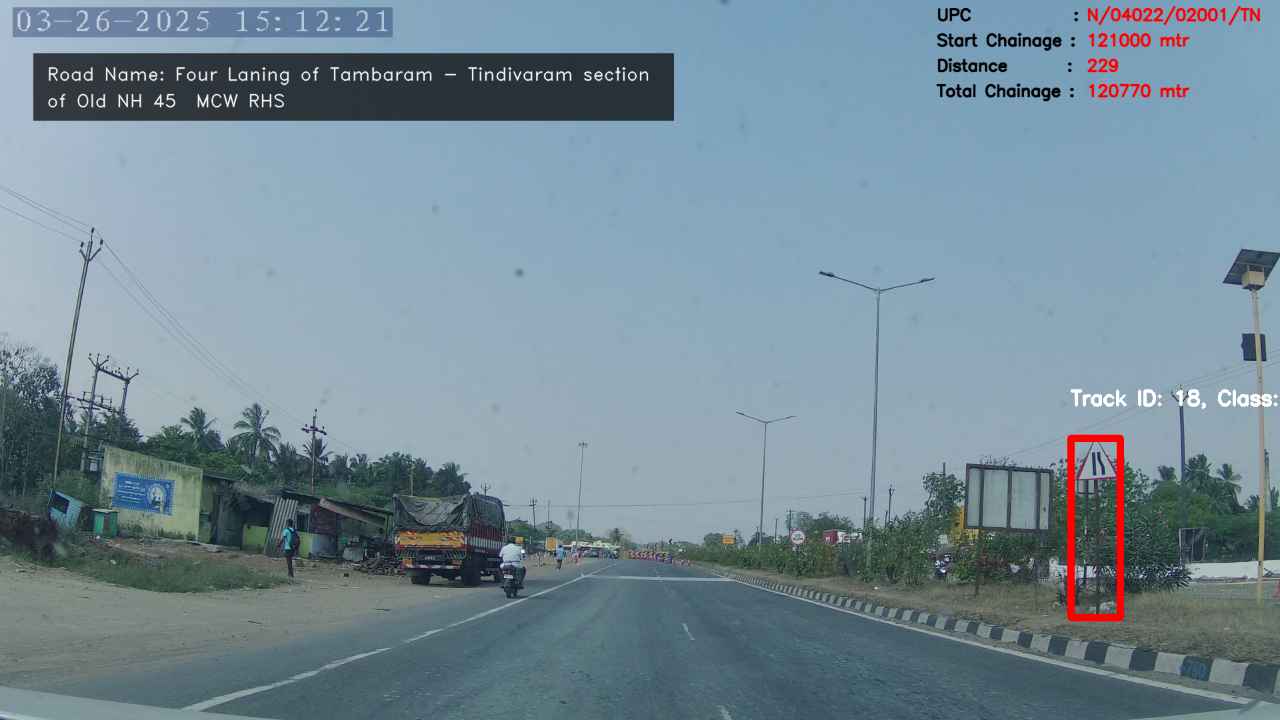 03-26-2025 15:12:21
UPC : N/04022/02001/TN
Start Chainage : 121000 mtr
Distance : 229
Total Chainage : 120770 mtr
Road Name: Four Laning of Tambaram - Tindivaram section
of Old NH 45 MCW RHS
Track ID: 18, Class: